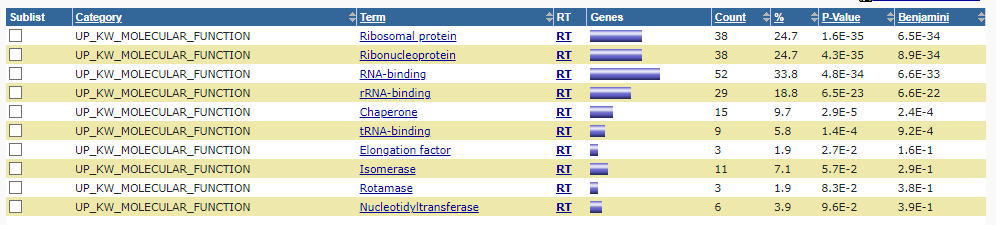 Sublist Category Term RT Genes Count % P-Value Benjamini
UP_KW_MOLECULAR_FUNCTION Ribosomal protein RT 38 24.7 1.6E-35 6.5E-34
UP_KW_MOLECULAR_FUNCTION Ribonucleoprotein RT 38 24.7 4.3E-35 8.9E-34
UP_KW_MOLECULAR_FUNCTION RNA-binding RT 52 33.8 4.8E-34 6.6E-33
UP_KW_MOLECULAR_FUNCTION rRNA-binding RT 29 18.8 6.5E-23 6.6E-22
UP_KW_MOLECULAR_FUNCTION Chaperone RT 15 9.7 2.9E-5 2.4E-4
UP_KW_MOLECULAR_FUNCTION tRNA-binding RT 9 5.8 1.4E-4 9.2E-4
UP_KW_MOLECULAR_FUNCTION Elongation factor RT 3 1.9 2.7E-2 1.6E-1
UP_KW_MOLECULAR_FUNCTION Isomerase RT 11 7.1 5.7E-2 2.9E-1
UP_KW_MOLECULAR_FUNCTION Rotamase RT 3 1.9 8.3E-2 3.8E-1
UP_KW_MOLECULAR_FUNCTION Nucleotidyltransferase RT 6 3.9 9.6E-2 3.9E-1